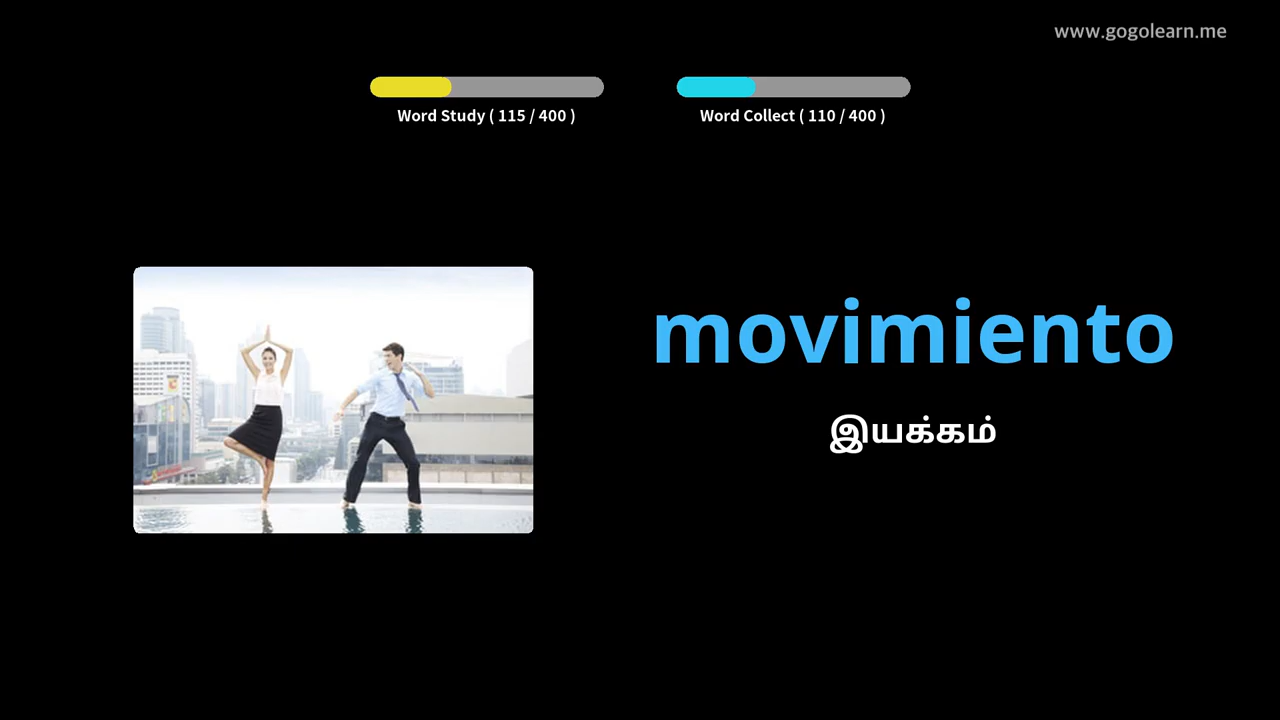 www.gogolearn.me
Word Study ( 115 / 400 )
Word Collect ( 110 / 400 )
movimiento
இயக்கம்